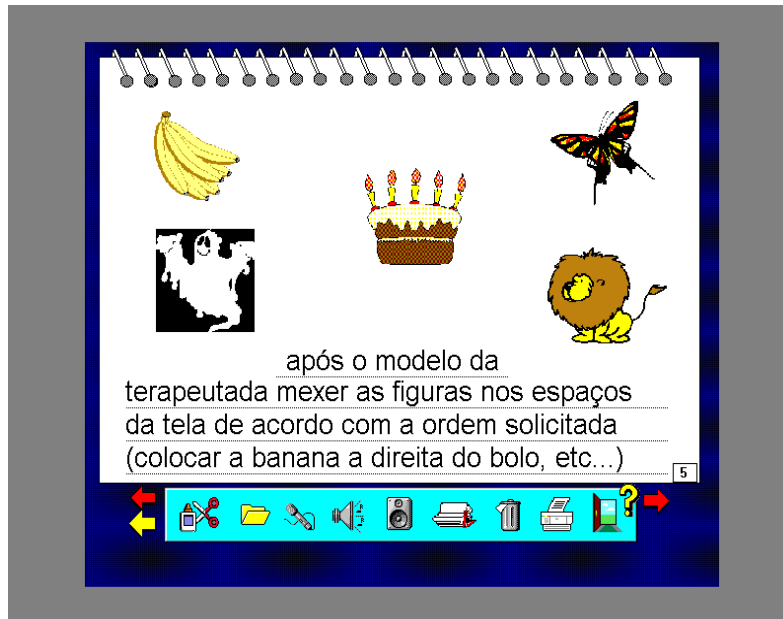 após o modelo da
terapeutada mexer as figuras nos espaços
da tela de acordo com a ordem solicitada
(colocar a banana a direita do bolo, etc...)
5
?